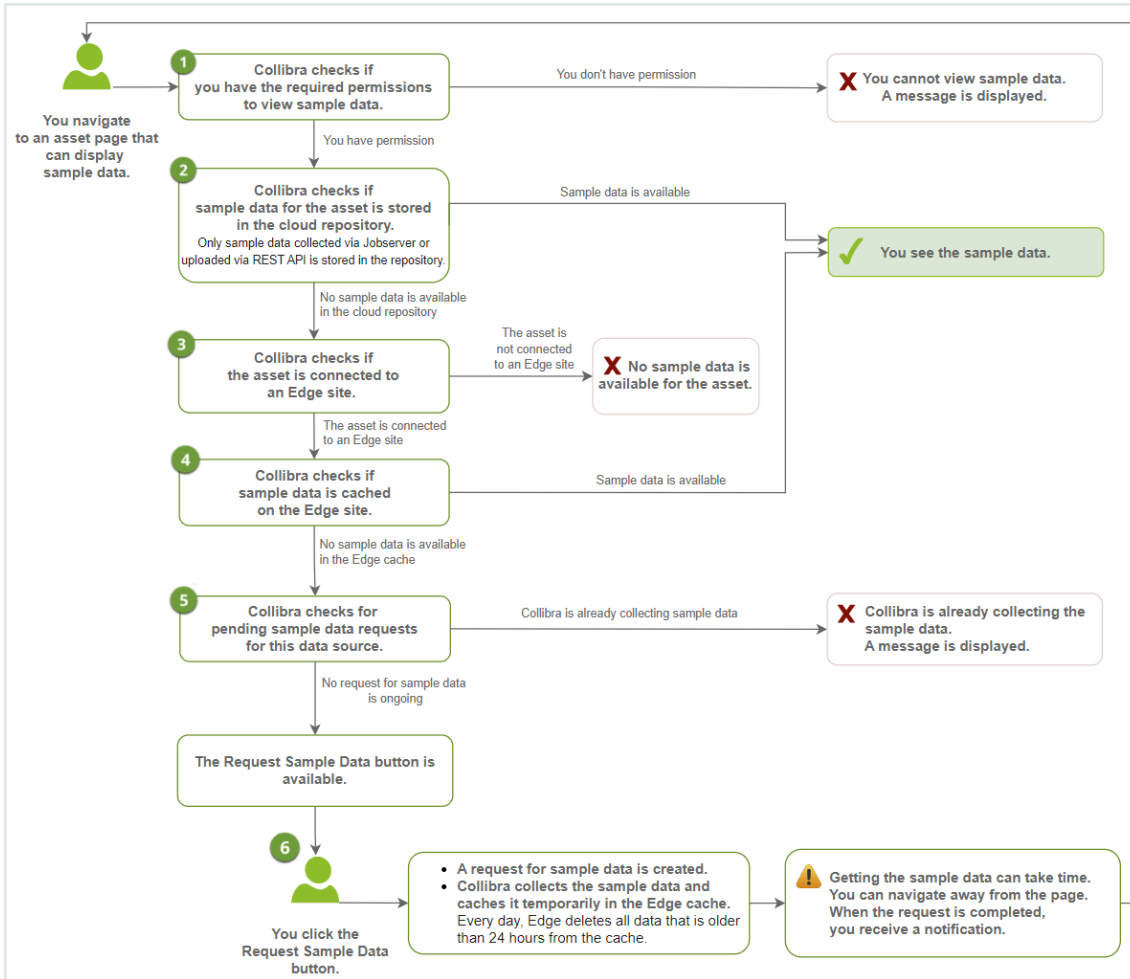 1
Collibra checks if
you have the required permissions
to view sample data.
You don't have permission
X You cannot view sample data.
A message is displayed.
You navigate
to an asset page that
can display
sample data.
You have permission
2
Collibra checks if
sample data for the asset is stored
in the cloud repository.
Only sample data collected via Jobserver or
uploaded via REST API is stored in the repository.
Sample data is available
You see the sample data.
No sample data is available
in the cloud repository
3
Collibra checks if
the asset is connected to
an Edge site.
The asset is
not connected
to an Edge site
X No sample data is
available for the asset.
The asset is connected
to an Edge site
4
Collibra checks if
sample data is cached
on the Edge site.
Sample data is available
No sample data is available
in the Edge cache
5
Collibra checks for
pending sample data requests
for this data source.
Collibra is already collecting sample data
X Collibra is already collecting the
sample data.
A message is displayed.
No request for sample data
is ongoing
The Request Sample Data button is
available.
6
You click the
Request Sample Data
button.
• A request for sample data is created.
• Collibra collects the sample data and
caches it temporarily in the Edge cache.
Every day, Edge deletes all data that is older
than 24 hours from the cache.
Getting the sample data can take time.
You can navigate away from the page.
When the request is completed,
you receive a notification.